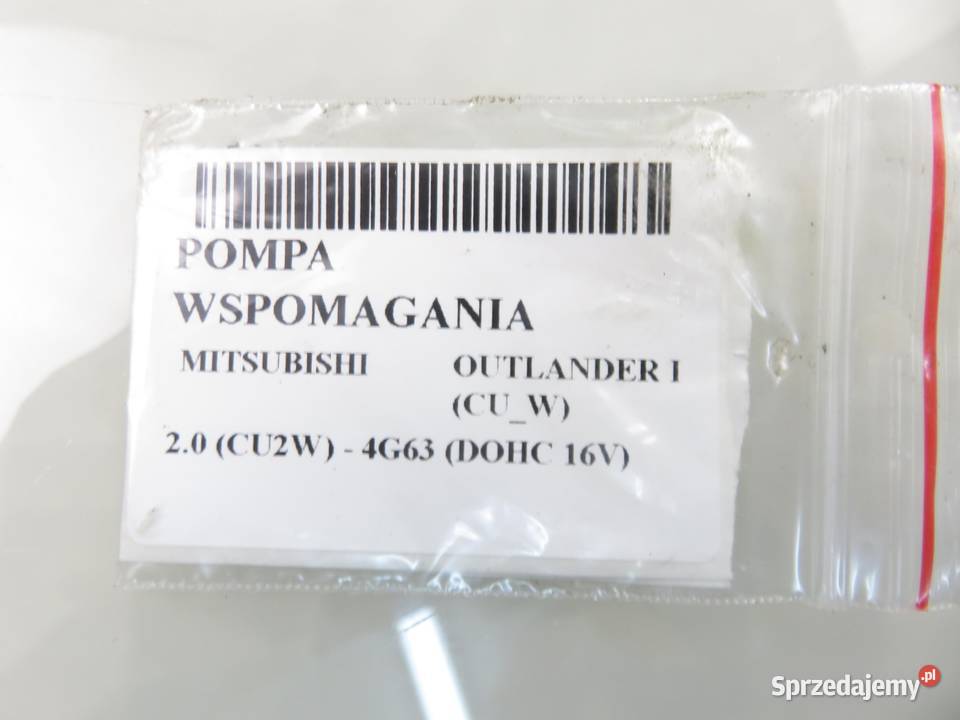 POMPA
WSPOMAGANIA
MITSUBISHI OUTLANDER I
(CU_W)
2.0 (CU2W) - 4G63 (DOHC 16V)
Sprzedajemy.pl